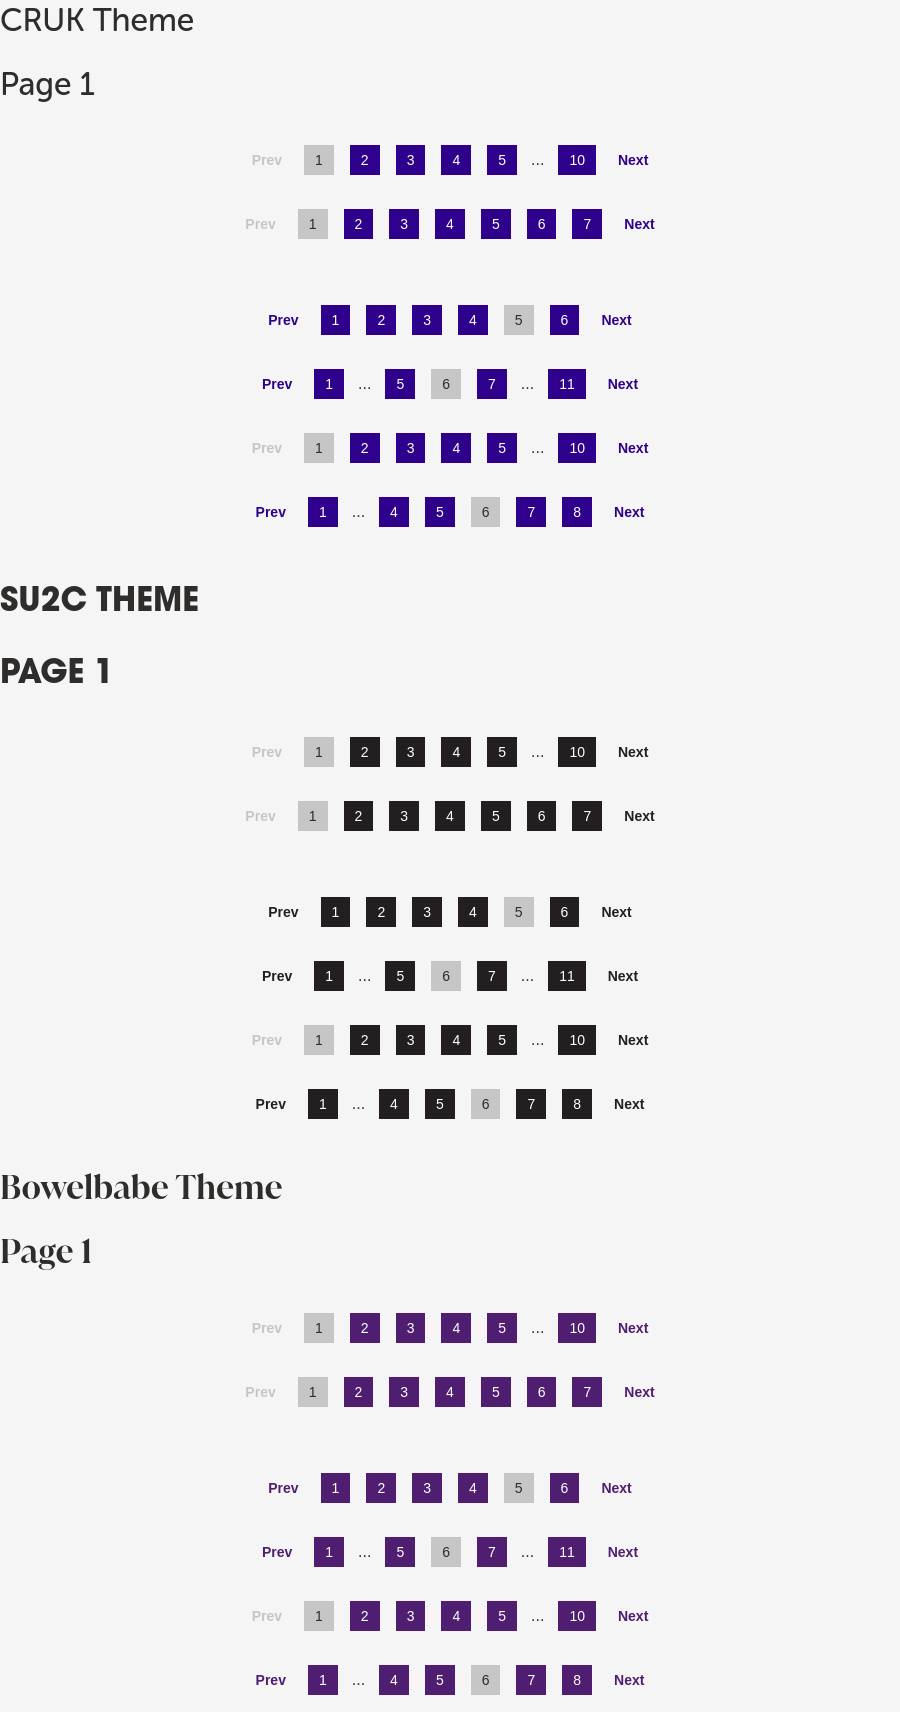 CRUK Theme
Page 1
Prev 1 2 3 4 5 ... 10 Next
Prev 1 2 3 4 5 6 7 Next
Prev 1 2 3 4 5 6 Next
Prev 1 ... 5 6 7 ... 11 Next
Prev 1 2 3 4 5 ... 10 Next
Prev 1 ... 4 5 6 7 8 Next
SU2C THEME
PAGE 1
Prev 1 2 3 4 5 ... 10 Next
Prev 1 2 3 4 5 6 7 Next
Prev 1 2 3 4 5 6 Next
Prev 1 ... 5 6 7 ... 11 Next
Prev 1 2 3 4 5 ... 10 Next
Prev 1 ... 4 5 6 7 8 Next
Bowelbabe Theme
Page 1
Prev 1 2 3 4 5 ... 10 Next
Prev 1 2 3 4 5 6 7 Next
Prev 1 2 3 4 5 6 Next
Prev 1 ... 5 6 7 ... 11 Next
Prev 1 2 3 4 5 ... 10 Next
Prev 1 ... 4 5 6 7 8 Next